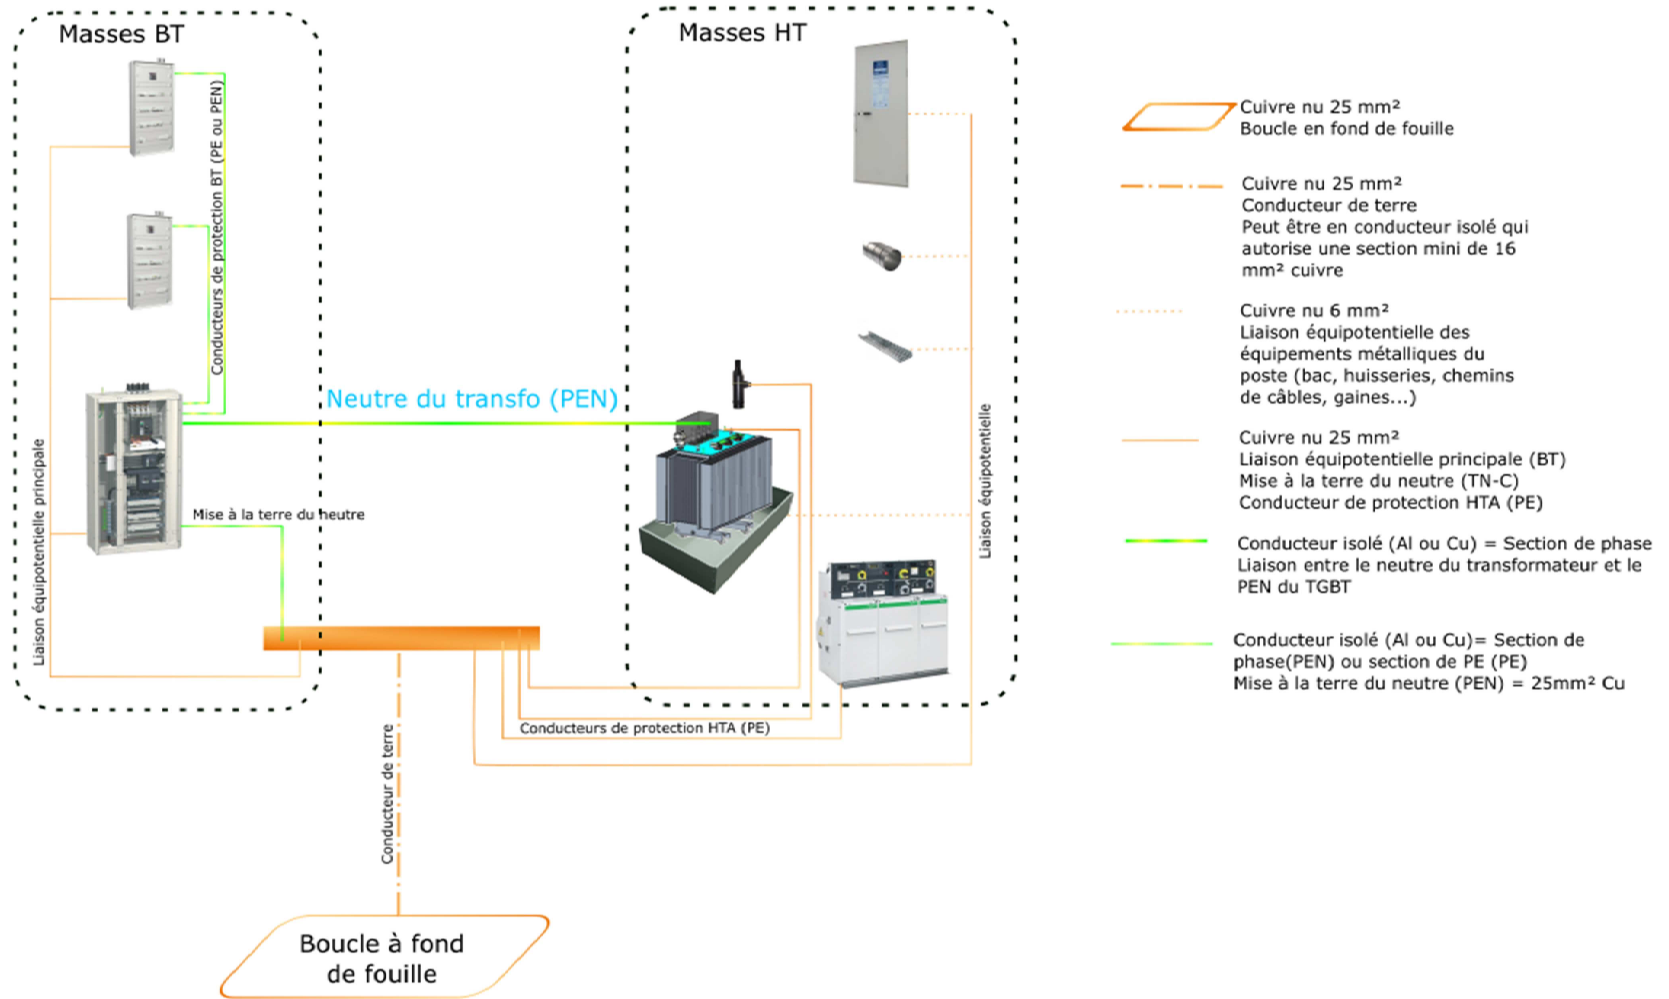 Masses BT
Masses HT
Conducteurs de protection BT (PE ou PEN)
Neutre du transfo (PEN)
Liaison équipotentielle principale
Mise à la terre du neutre
Liaison équipotentielle
Conducteurs de protection HTA (PE)
Conducteur de terre
Boucle à fond
de fouille
Cuivre nu 25 mm²
Boucle en fond de fouille
Cuivre nu 25 mm²
Conducteur de terre
Peut être en conducteur isolé qui
autorise une section mini de 16
mm² cuivre
Cuivre nu 6 mm²
Liaison équipotentielle des
équipements métalliques du
poste (bac, huisseries, chemins
de câbles, gaines...)
Cuivre nu 25 mm²
Liaison équipotentielle principale (BT)
Mise à la terre du neutre (TN-C)
Conducteur de protection HTA (PE)
Conducteur isolé (Al ou Cu) = Section de phase
Liaison entre le neutre du transformateur et le
PEN du TGBT
Conducteur isolé (Al ou Cu)= Section de
phase(PEN) ou section de PE (PE)
Mise à la terre du neutre (PEN) = 25mm² Cu